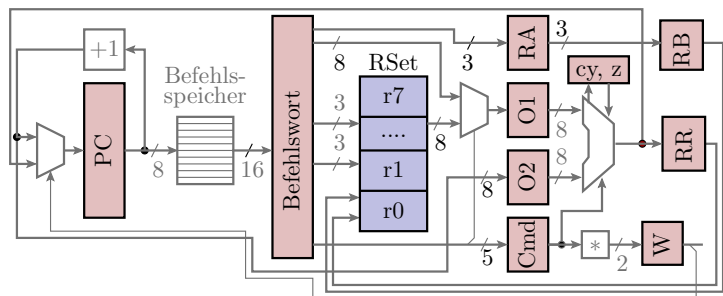 +1
Befehls-
speicher
PC
8
16
Befehlswort
8
3
3
RSet
r7
....
r1
r0
8
3
RA
3
RB
cy, z
O1
8
O2
8
8
RR
5
Cmd
*
2
W